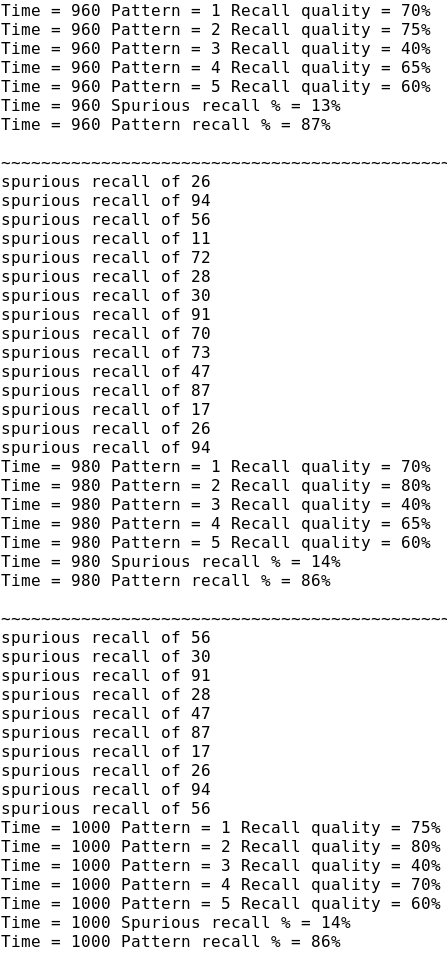 Time = 960 Pattern = 1 Recall quality = 70%
Time = 960 Pattern = 2 Recall quality = 75%
Time = 960 Pattern = 3 Recall quality = 40%
Time = 960 Pattern = 4 Recall quality = 65%
Time = 960 Pattern = 5 Recall quality = 60%
Time = 960 Spurious recall % = 13%
Time = 960 Pattern recall % = 87%

~~~~~~~~~~~~~~~~~~~~~~~~~~~~~~~~~~~~~~~~~~~~~
spurious recall of 26
spurious recall of 94
spurious recall of 56
spurious recall of 11
spurious recall of 72
spurious recall of 28
spurious recall of 30
spurious recall of 91
spurious recall of 70
spurious recall of 73
spurious recall of 47
spurious recall of 87
spurious recall of 17
spurious recall of 26
spurious recall of 94
Time = 980 Pattern = 1 Recall quality = 70%
Time = 980 Pattern = 2 Recall quality = 80%
Time = 980 Pattern = 3 Recall quality = 40%
Time = 980 Pattern = 4 Recall quality = 65%
Time = 980 Pattern = 5 Recall quality = 60%
Time = 980 Spurious recall % = 14%
Time = 980 Pattern recall % = 86%

~~~~~~~~~~~~~~~~~~~~~~~~~~~~~~~~~~~~~~~~~~~~~
spurious recall of 56
spurious recall of 30
spurious recall of 91
spurious recall of 28
spurious recall of 47
spurious recall of 87
spurious recall of 17
spurious recall of 26
spurious recall of 94
spurious recall of 56
Time = 1000 Pattern = 1 Recall quality = 75%
Time = 1000 Pattern = 2 Recall quality = 80%
Time = 1000 Pattern = 3 Recall quality = 40%
Time = 1000 Pattern = 4 Recall quality = 70%
Time = 1000 Pattern = 5 Recall quality = 60%
Time = 1000 Spurious recall % = 14%
Time = 1000 Pattern recall % = 86%